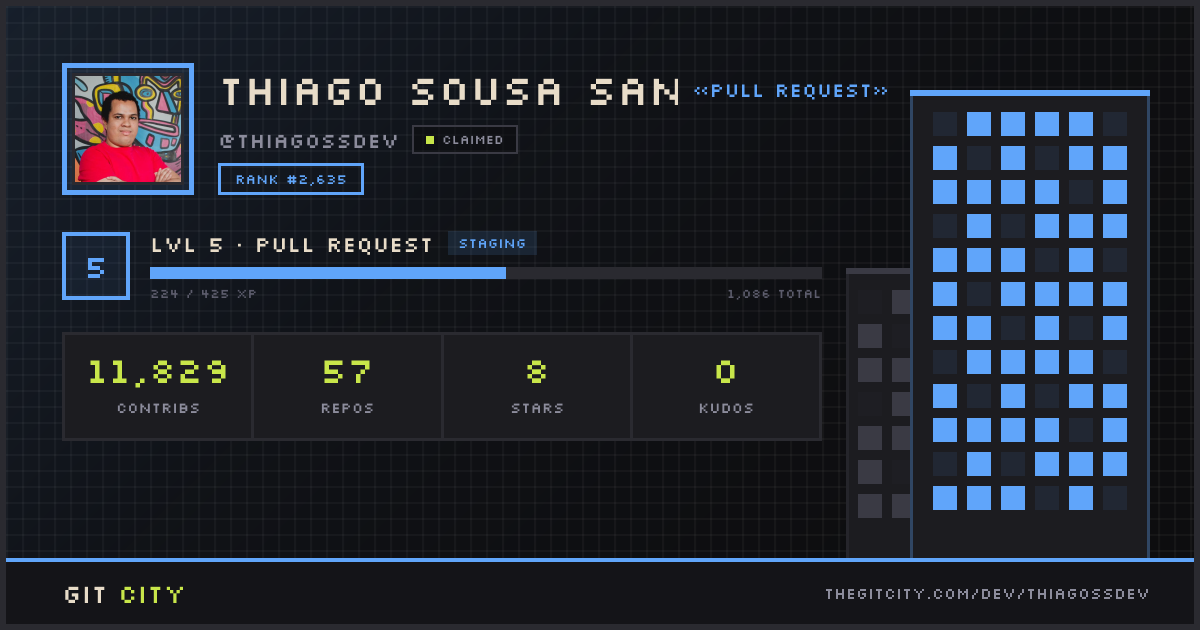 THIAGO SOUSA SAN «PULL REQUEST»
@THIAGOSSDEV CLAIMED
RANK #2,635
5 LVL 5 · PULL REQUEST STAGING
224 / 425 XP 1,086 TOTAL
11,829 57 8 0
CONTRIBS REPOS STARS KUDOS
GIT CITY THEGITCITY.COM/DEV/THIAGOSSDEV